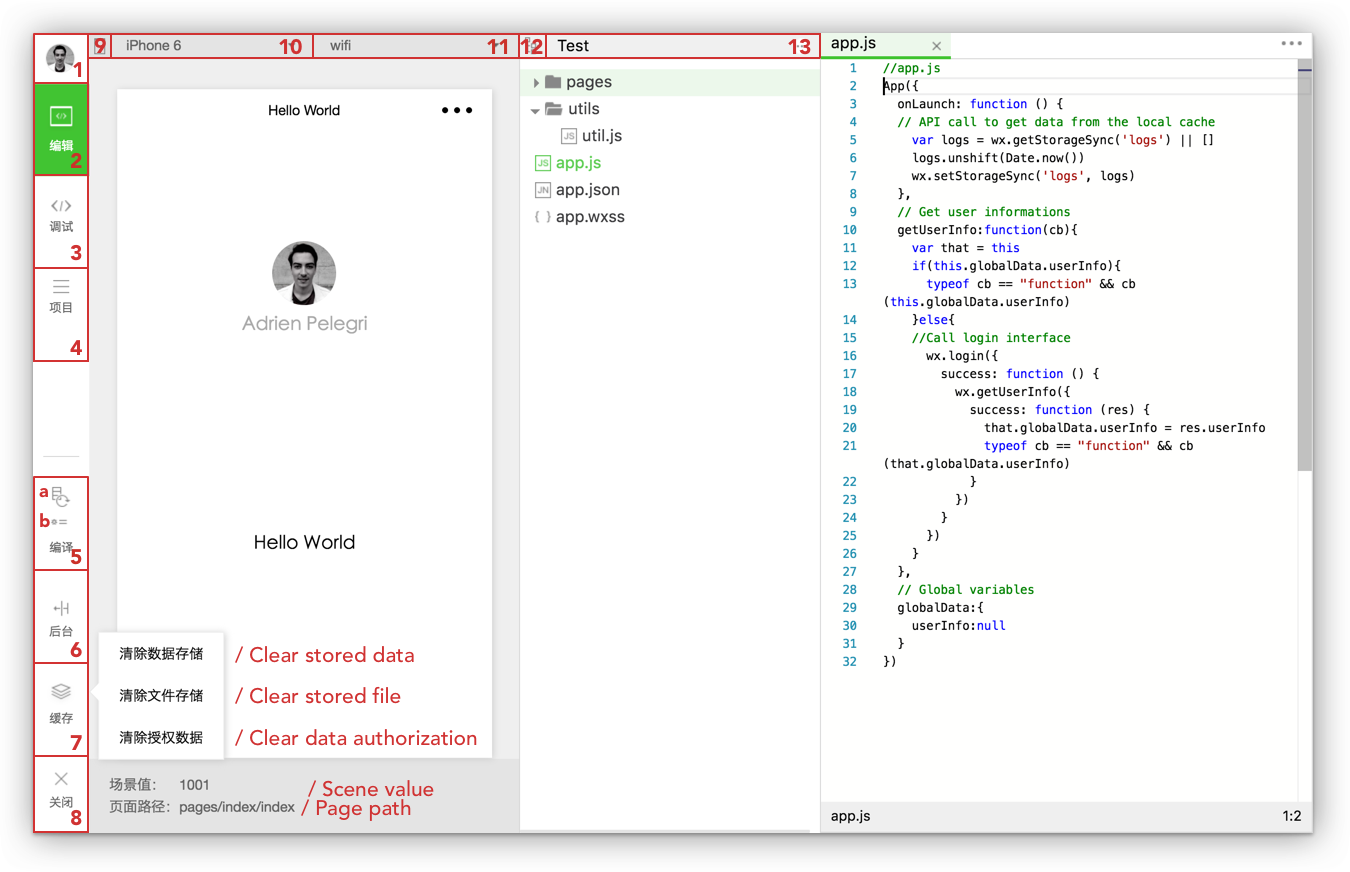 1
编辑
2
调试
3
项目
4
a
b
编译
5
后台
6
缓存
7
关闭
8
9
iPhone 6
10
wifi
11
12
Test
13
Hello World
Adrien Pelegri
Hello World
清除数据存储 / Clear stored data
清除文件存储 / Clear stored file
清除授权数据 / Clear data authorization
场景值: 1001 / Scene value
页面路径: pages/index/index / Page path
pages
utils
JS util.js
JS app.js
JN app.json
{ } app.wxss
app.js
1 //app.js
2 App({
3 onLaunch: function () {
4 // API call to get data from the local cache
5 var logs = wx.getStorageSync('logs') || []
6 logs.unshift(Date.now())
7 wx.setStorageSync('logs', logs)
8 },
9 // Get user informations
10 getUserInfo:function(cb){
11 var that = this
12 if(this.globalData.userInfo){
13 typeof cb == "function" && cb
(this.globalData.userInfo)
14 }else{
15 //Call login interface
16 wx.login({
17 success: function () {
18 wx.getUserInfo({
19 success: function (res) {
20 that.globalData.userInfo = res.userInfo
21 typeof cb == "function" && cb
(that.globalData.userInfo)
22 }
23 })
24 }
25 })
26 }
27 },
28 // Global variables
29 globalData:{
30 userInfo:null
31 }
32 })
app.js 1:2